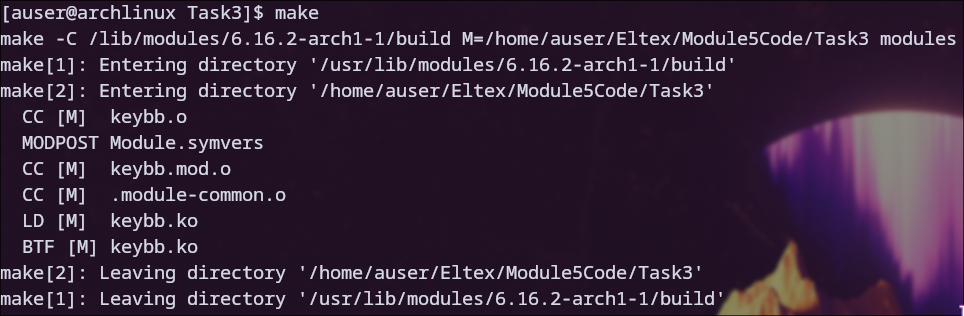 [auser@archlinux Task3]$ make
make -C /lib/modules/6.16.2-arch1-1/build M=/home/auser/Eltex/Module5Code/Task3 modules
make[1]: Entering directory '/usr/lib/modules/6.16.2-arch1-1/build'
make[2]: Entering directory '/home/auser/Eltex/Module5Code/Task3'
  CC [M]  keybb.o
  MODPOST Module.symvers
  CC [M]  keybb.mod.o
  CC [M]  .module-common.o
  LD [M]  keybb.ko
  BTF [M] keybb.ko
make[2]: Leaving directory '/home/auser/Eltex/Module5Code/Task3'
make[1]: Leaving directory '/usr/lib/modules/6.16.2-arch1-1/build'